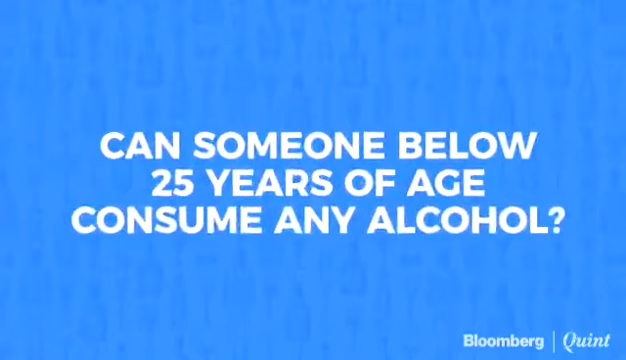 CAN SOMEONE BELOW
25 YEARS OF AGE
CONSUME ANY ALCOHOL?
Bloomberg | Quint